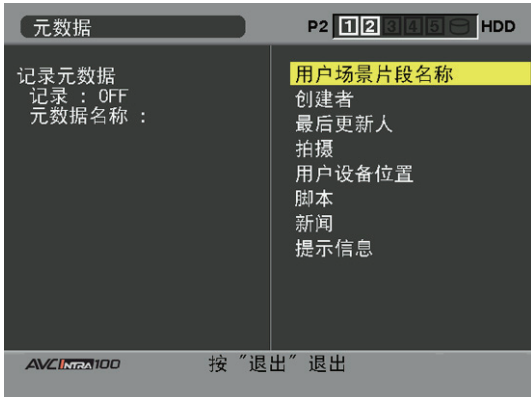 元数据
P2 1 2 3 4 5 HDD
记录元数据
记录 : OFF
元数据名称 :
用户场景片段名称
创建者
最后更新人
拍摄
用户设备位置
脚本
新闻
提示信息
AVC INTRA 100
按 "退出" 退出